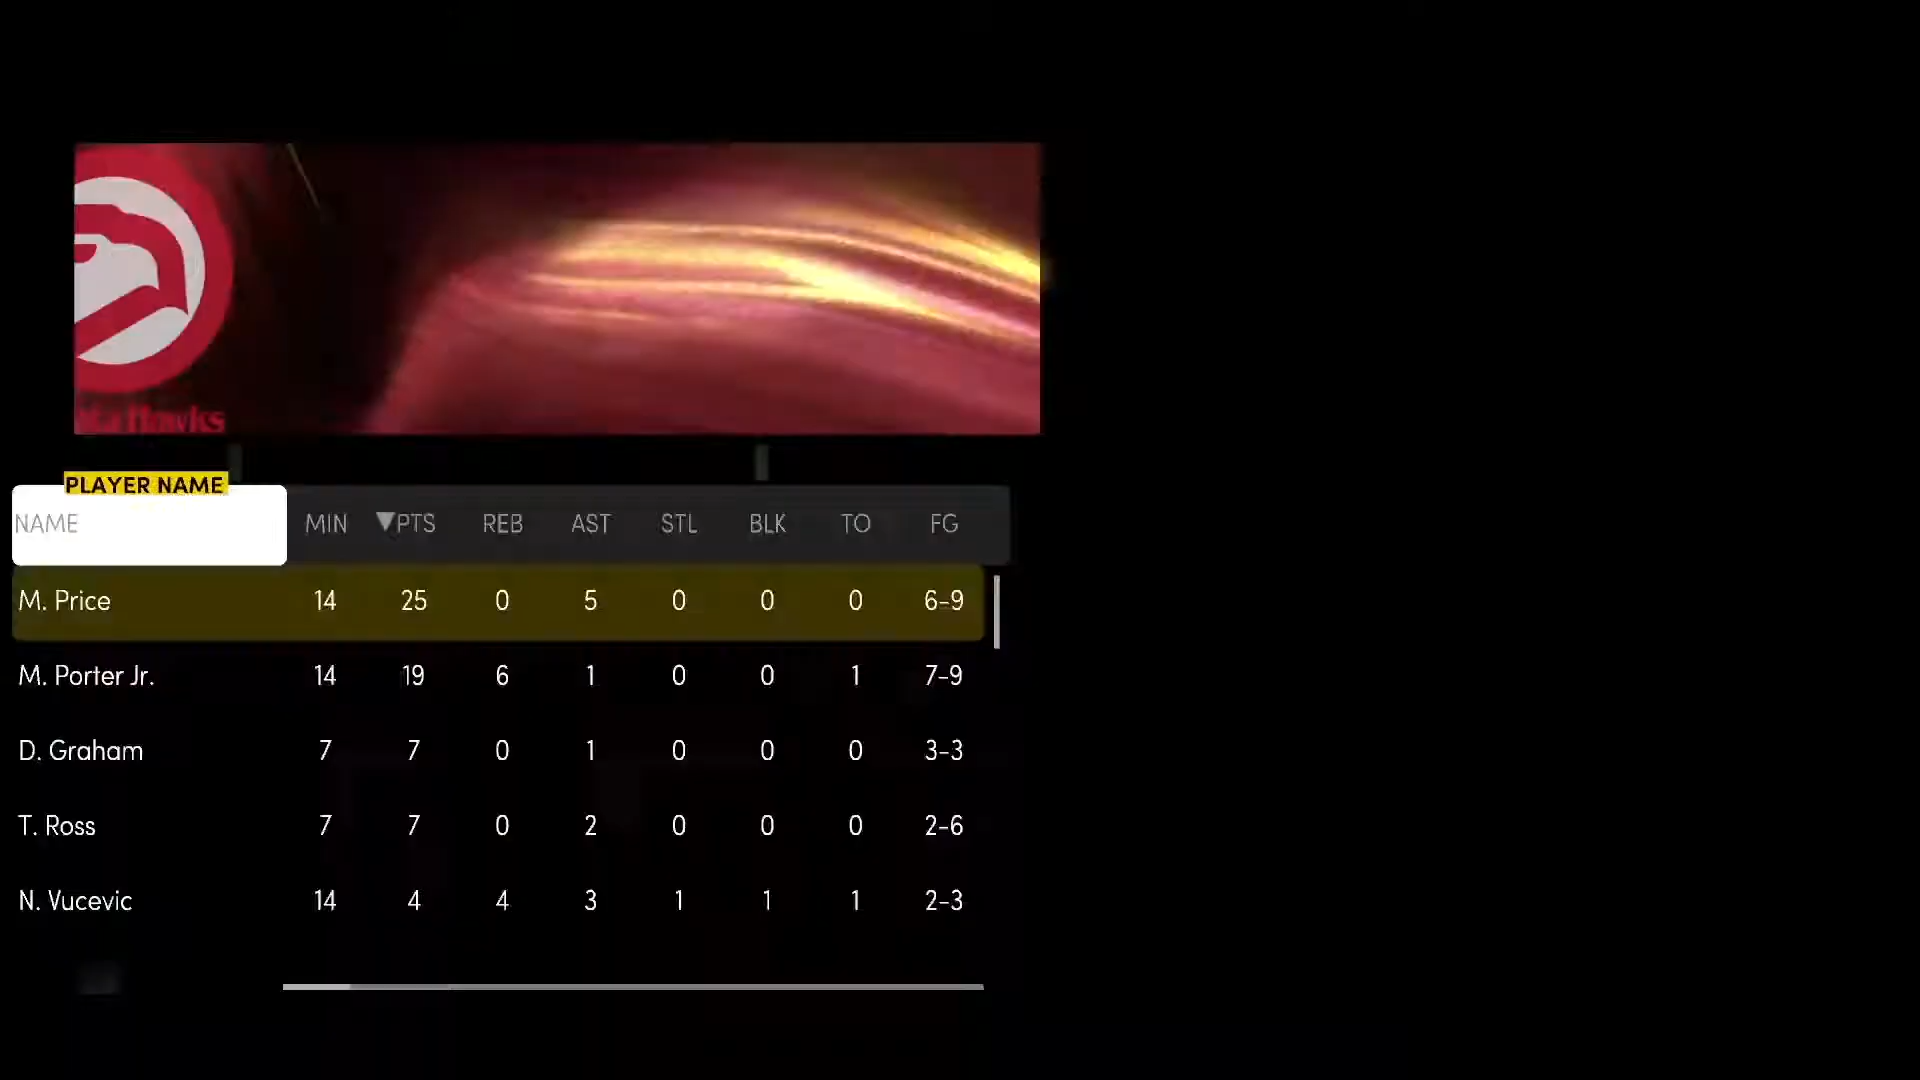 Hawks
PLAYER NAME
NAME MIN ▼PTS REB AST STL BLK TO FG
M. Price 14 25 0 5 0 0 0 6-9
M. Porter Jr. 14 19 6 1 0 0 1 7-9
D. Graham 7 7 0 1 0 0 0 3-3
T. Ross 7 7 0 2 0 0 0 2-6
N. Vucevic 14 4 4 3 1 1 1 2-3